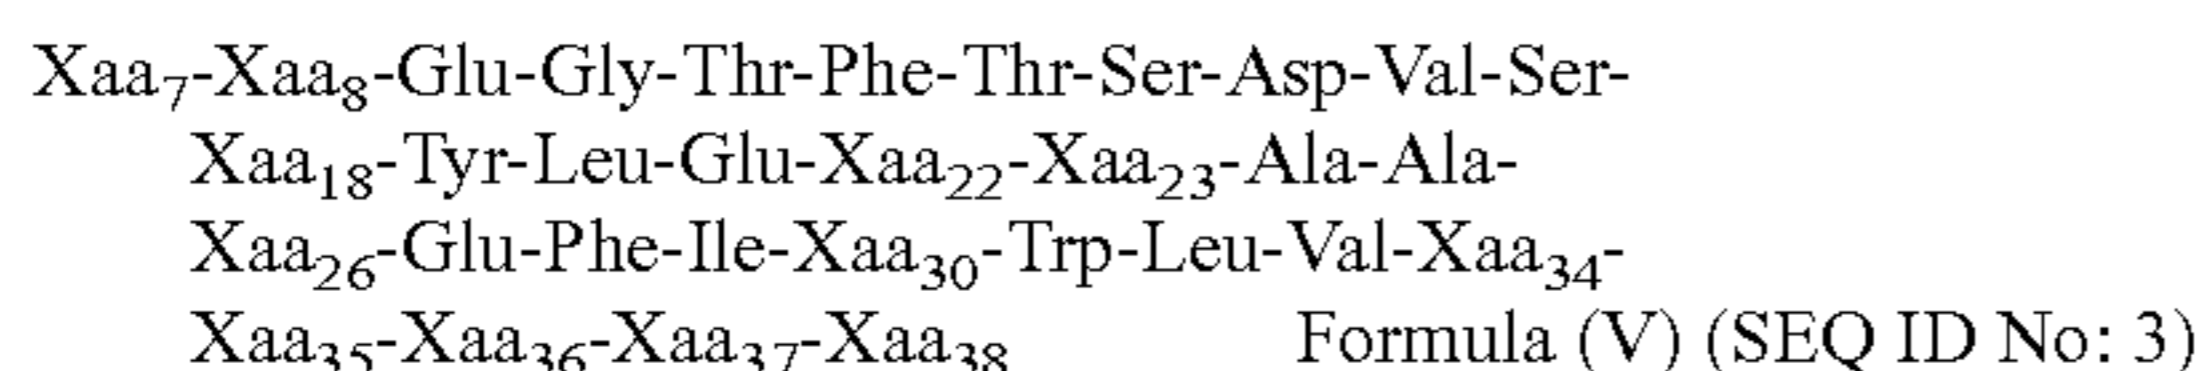 Xaa₇-Xaa₈-Glu-Gly-Thr-Phe-Thr-Ser-Asp-Val-Ser-
Xaa₁₈-Tyr-Leu-Glu-Xaa₂₂-Xaa₂₃-Ala-Ala-
Xaa₂₆-Glu-Phe-Ile-Xaa₃₀-Trp-Leu-Val-Xaa₃₄-
Xaa₃₅-Xaa₃₆-Xaa₃₇-Xaa₃₈ Formula (V) (SEQ ID No: 3)